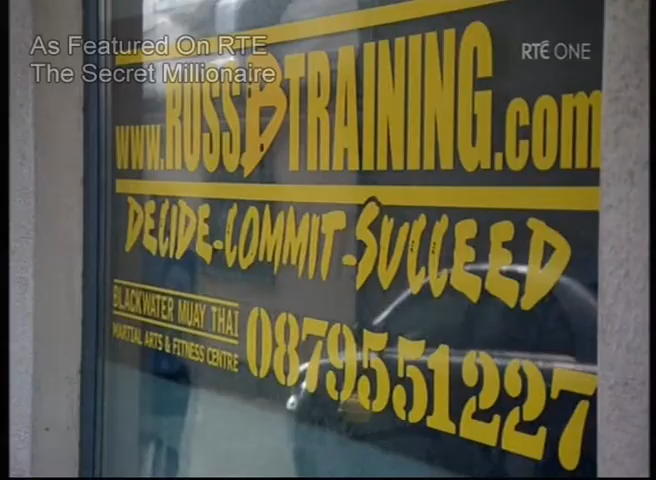 As Featured On RTE
The Secret Millionaire
RTÉ ONE
www.RUSSBTRAINING.com
DECIDE-COMMIT-SUCCEED
BLACKWATER MUAY THAI
MARTIAL ARTS & FITNESS CENTRE
0879551227